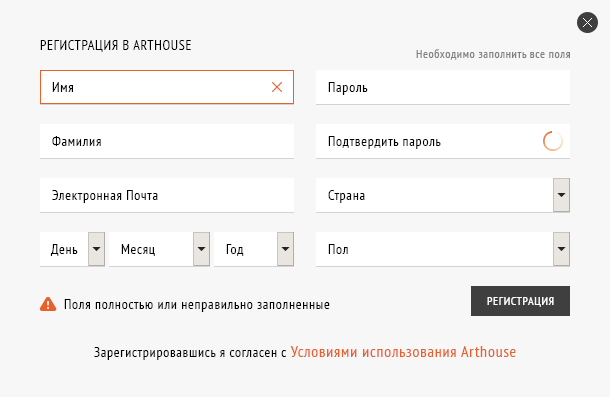 РЕГИСТРАЦИЯ В ARTHOUSE
Необходимо заполнить все поля
Имя
Пароль
Фамилия
Подтвердить пароль
Электронная Почта
Страна
День
Месяц
Год
Пол
Поля полностью или неправильно заполненные
РЕГИСТРАЦИЯ
Зарегистрировавшись я согласен с Условиями использования Arthouse